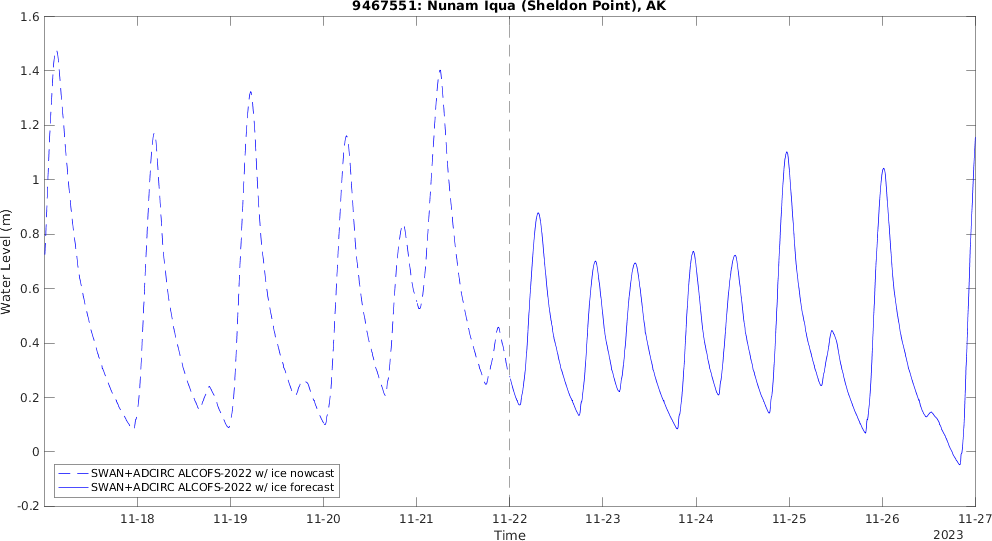 9467551: Nunam Iqua (Sheldon Point), AK
1.6
1.4
1.2
1
0.8
0.6
0.4
0.2
0
-0.2
Water Level (m)
SWAN+ADCIRC ALCOFS-2022 w/ ice nowcast
SWAN+ADCIRC ALCOFS-2022 w/ ice forecast
11-18 11-19 11-20 11-21 11-22 11-23 11-24 11-25 11-26 11-27
Time
2023